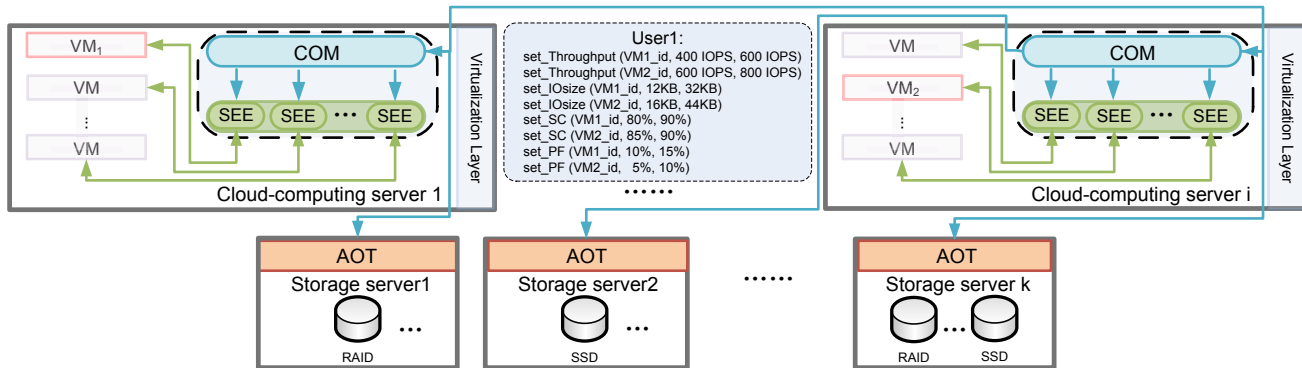 VM1
VM
...
VM
COM
SEE SEE ... SEE
Virtualization Layer
Cloud-computing server 1
User1:
set_Throughput (VM1_id, 400 IOPS, 600 IOPS)
set_Throughput (VM2_id, 600 IOPS, 800 IOPS)
set_IOsize (VM1_id, 12KB, 32KB)
set_IOsize (VM2_id, 16KB, 44KB)
set_SC (VM1_id, 80%, 90%)
set_SC (VM2_id, 85%, 90%)
set_PF (VM1_id, 10%, 15%)
set_PF (VM2_id, 5%, 10%)
......
VM
VM2
...
VM
COM
SEE SEE ... SEE
Virtualization Layer
Cloud-computing server i
AOT
Storage server1
...
RAID
AOT
Storage server2
...
SSD
......
AOT
Storage server k
...
RAID SSD